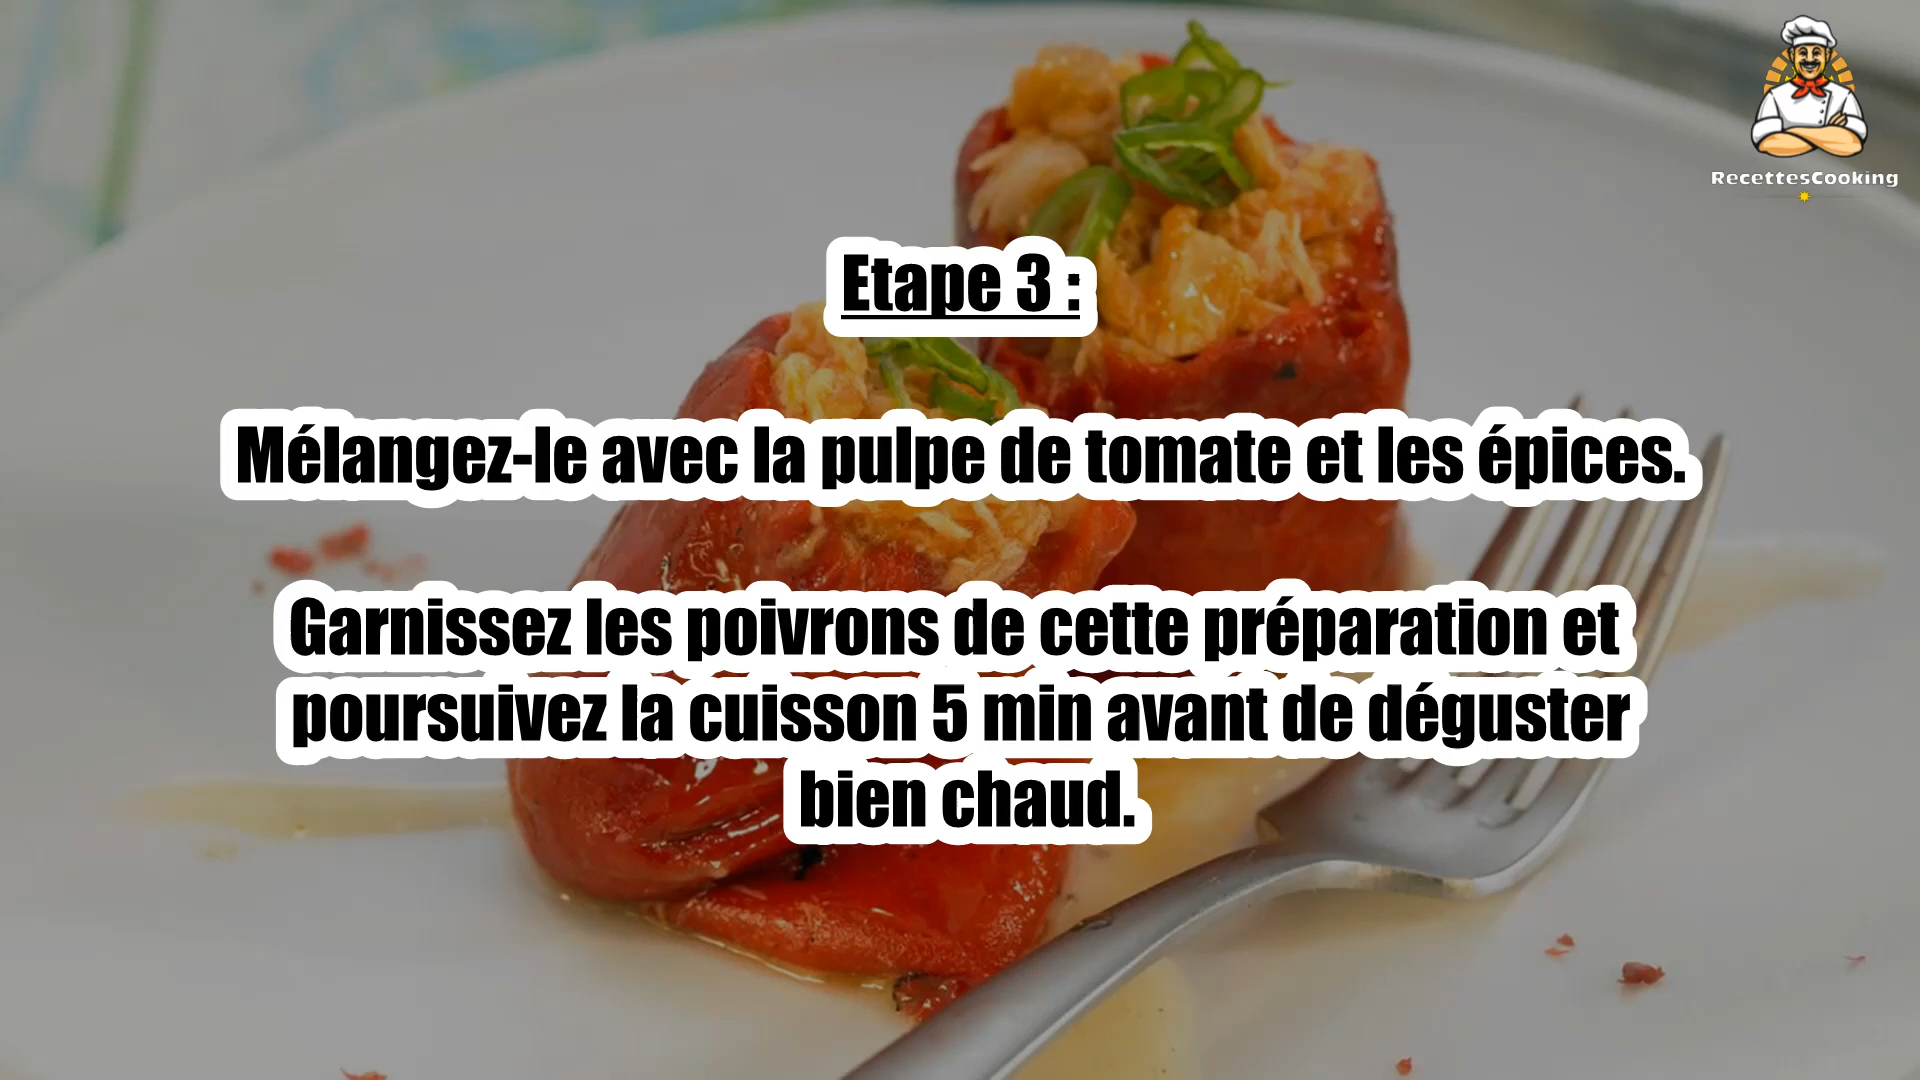 RecettesCooking
Etape 3 :
Mélangez-le avec la pulpe de tomate et les épices.
Garnissez les poivrons de cette préparation et
poursuivez la cuisson 5 min avant de déguster
bien chaud.